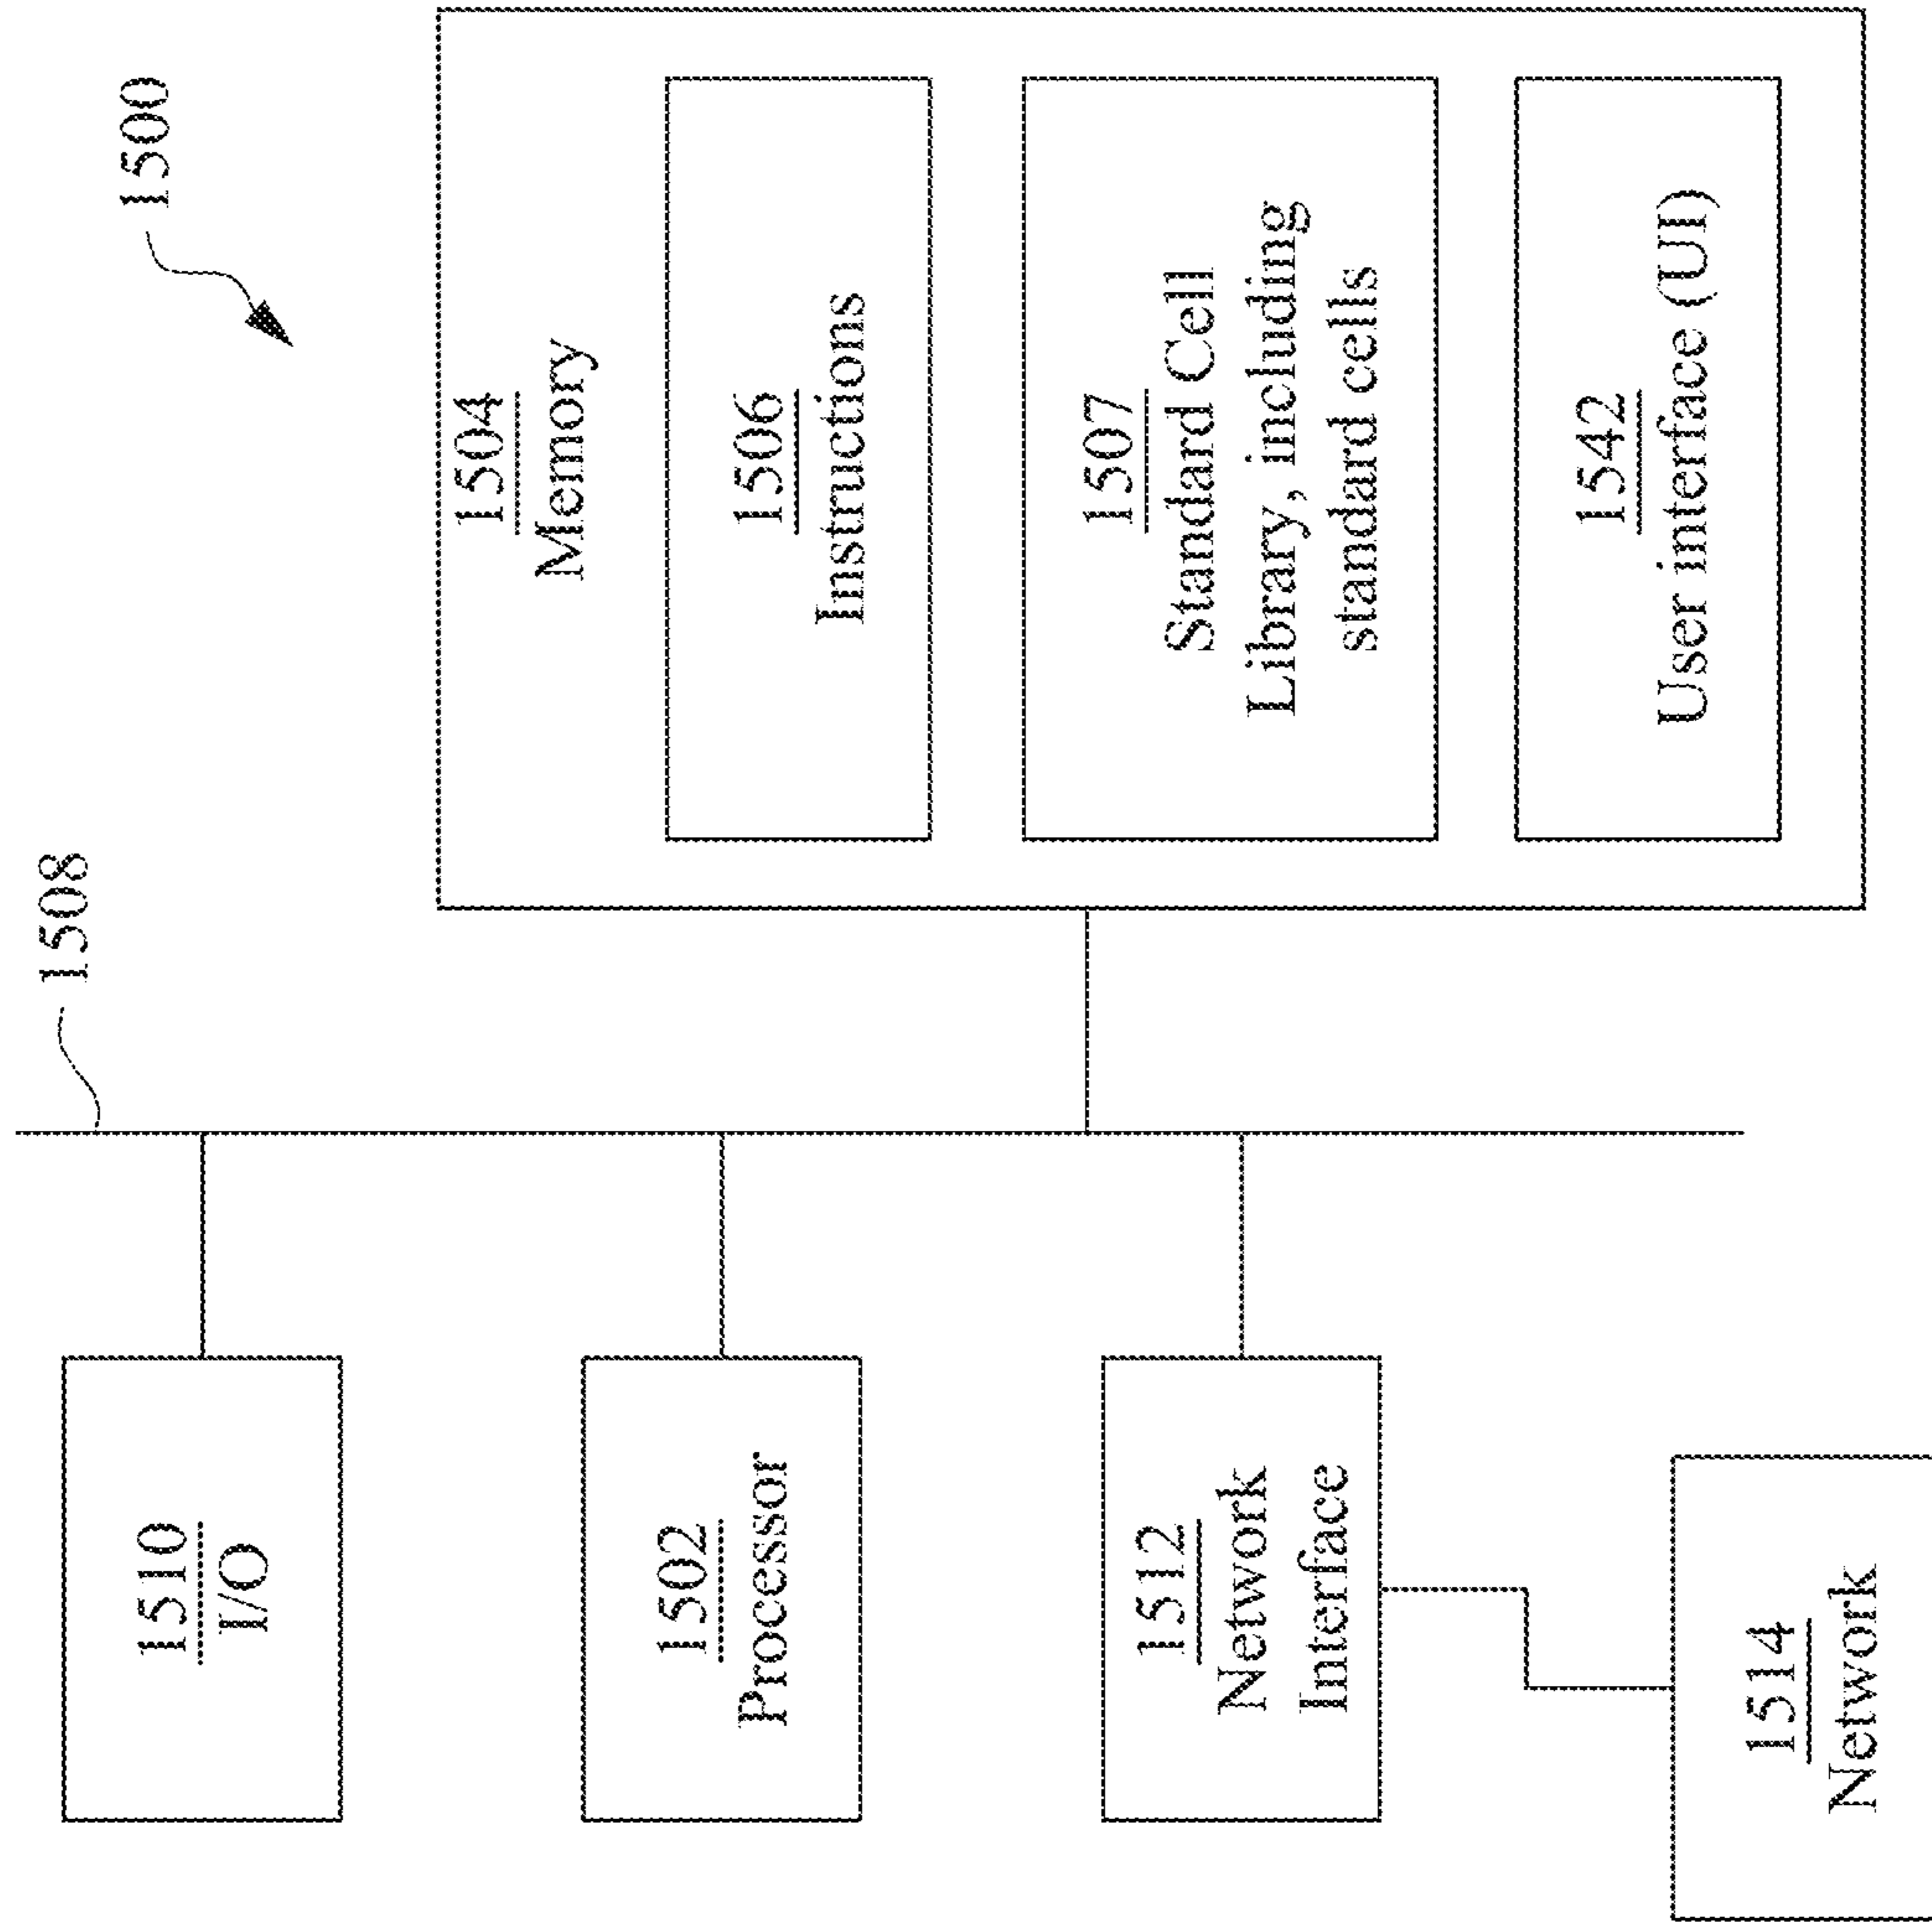 1500
1508
1510
I/O
1502
Processor
1512
Network
Interface
1514
Network
1504
Memory
1506
Instructions
1507
Standard Cell
Library, including
standard cells
1542
User interface (UI)